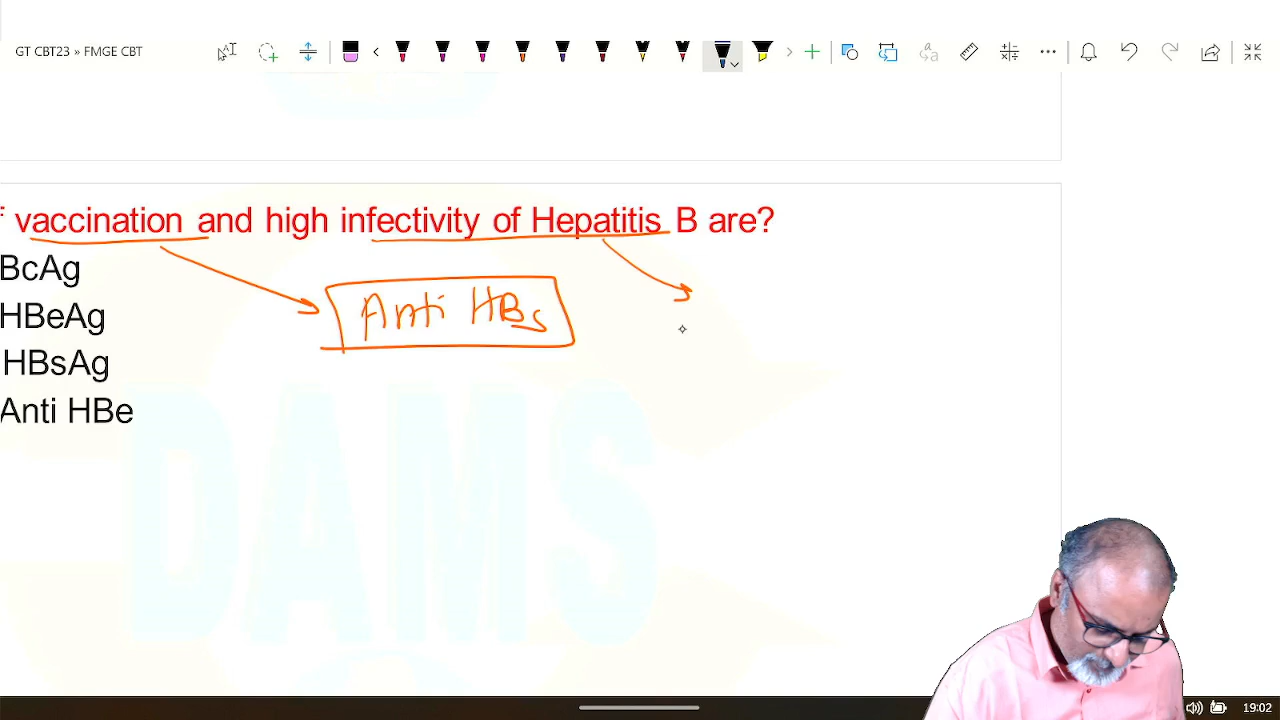 GT CBT23 » FMGE CBT
vaccination and high infectivity of Hepatitis B are?
BcAg
HBeAg
HBsAg
Anti HBe
Anti HBs
DAMS
19:02